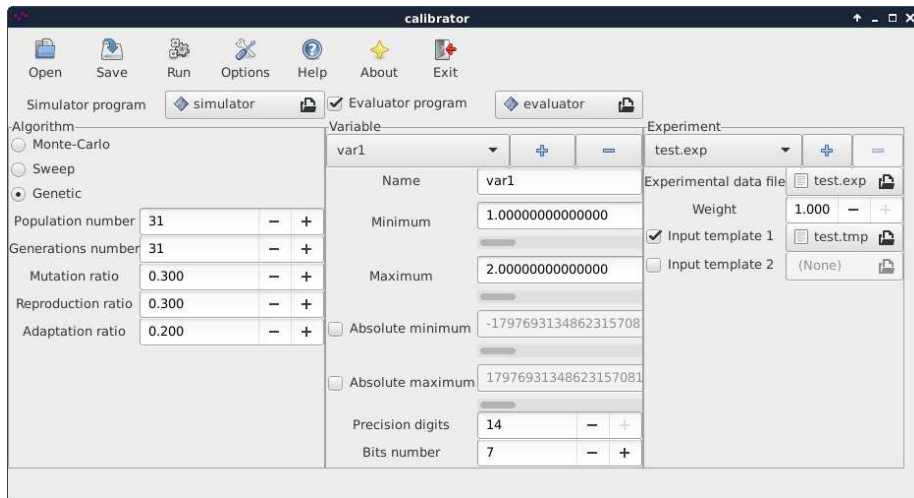 calibrator
Open Save Run Options Help About Exit
Simulator program simulator Evaluator program evaluator
Algorithm
Monte-Carlo
Sweep
Genetic
Population number 31
Generations number 31
Mutation ratio 0.300
Reproduction ratio 0.300
Adaptation ratio 0.200
Variable
var1
Name var1
Minimum 1.00000000000000
Maximum 2.00000000000000
Absolute minimum -1797693134862315708
Absolute maximum 17976931348623157081
Precision digits 14
Bits number 7
Experiment
test.exp
Experimental data file test.exp
Weight 1.000
Input template 1 test.tmp
Input template 2 (None)